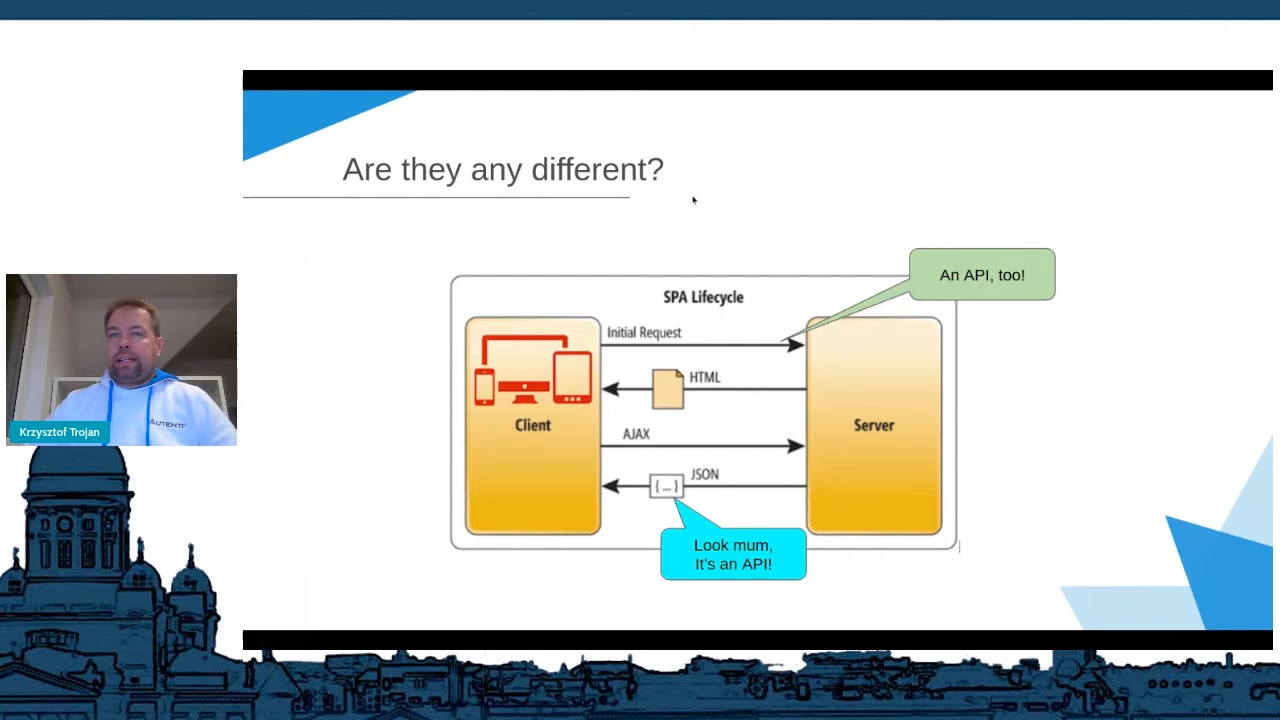 Are they any different?
An API, too!
SPA Lifecycle
Initial Request
HTML
Client
Server
AJAX
JSON
{ ... }
Look mum,
It's an API!
AUTENTI
Krzysztof Trojan